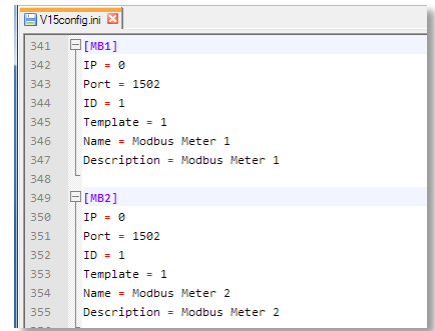 V15config.ini
341 [MB1]
342 IP = 0
343 Port = 1502
344 ID = 1
345 Template = 1
346 Name = Modbus Meter 1
347 Description = Modbus Meter 1
348
349 [MB2]
350 IP = 0
351 Port = 1502
352 ID = 1
353 Template = 1
354 Name = Modbus Meter 2
355 Description = Modbus Meter 2